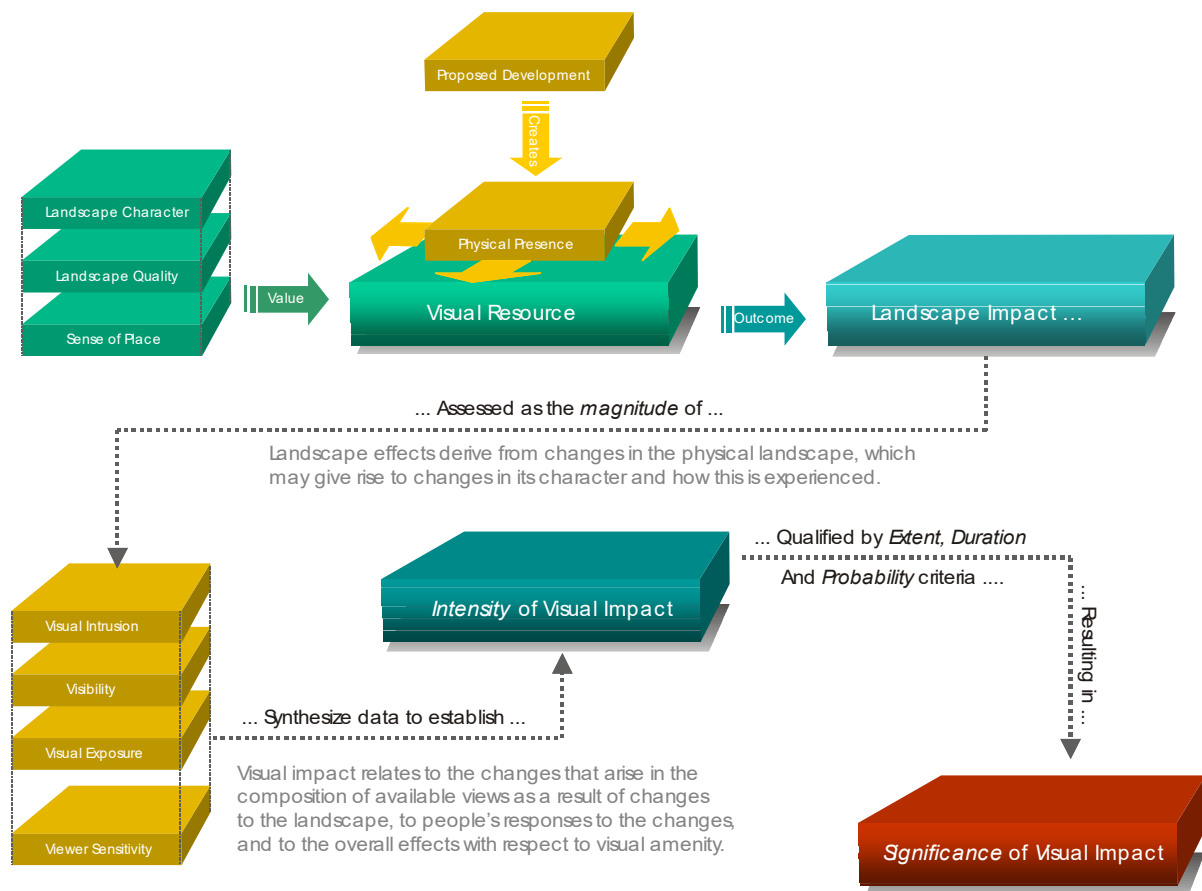 Proposed Development
Creates
Physical Presence
Landscape Character
Landscape Quality
Sense of Place
Value
Visual Resource
Outcome
Landscape Impact ...
... Assessed as the magnitude of ...
Landscape effects derive from changes in the physical landscape, which
may give rise to changes in its character and how this is experienced.
... Qualified by Extent, Duration
And Probability criteria ....
Intensity of Visual Impact
... Resulting in ...
Visual Intrusion
Visibility
Visual Exposure
Viewer Sensitivity
... Synthesize data to establish ...
Visual impact relates to the changes that arise in the
composition of available views as a result of changes
to the landscape, to people’s responses to the changes,
and to the overall effects with respect to visual amenity.
Significance of Visual Impact